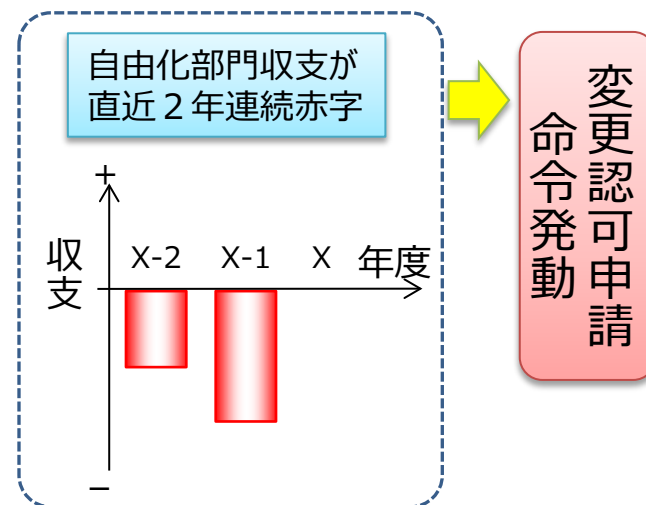 自由化部門収支が
直近２年連続赤字
+
収支
X-2 X-1 X 年度
−
変更認可申請
命令発動